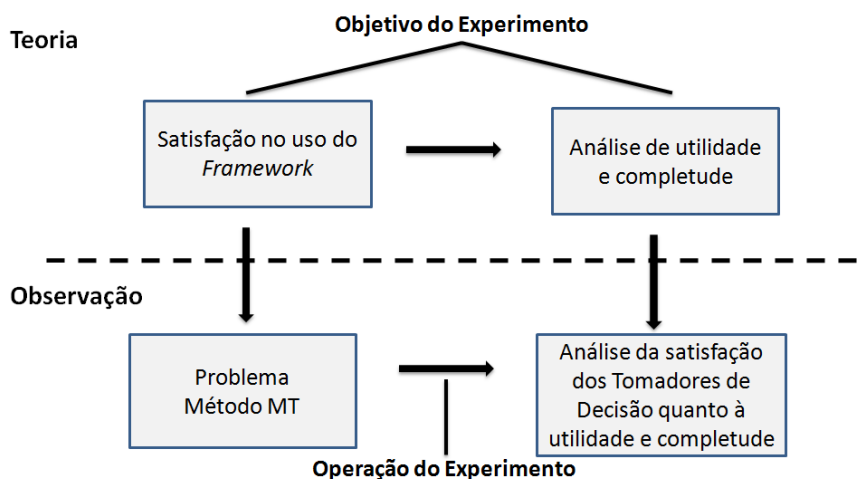 Objetivo do Experimento
Teoria
Satisfação no uso do
Framework
Análise de utilidade
e completude
Observação
Problema
Método MT
Análise da satisfação
dos Tomadores de
Decisão quanto à
utilidade e completude
Operação do Experimento